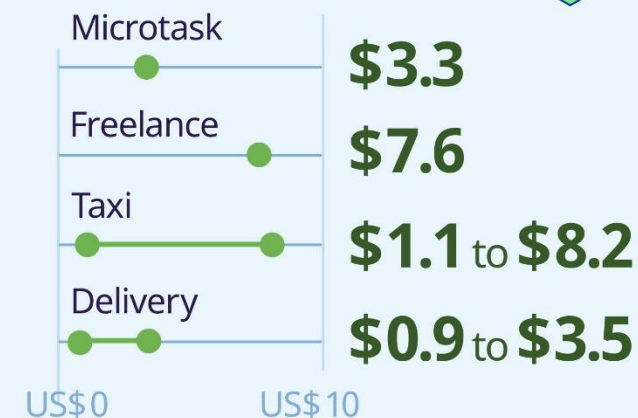 Microtask
$3.3
Freelance
$7.6
Taxi
$1.1 to $8.2
Delivery
$0.9 to $3.5
US$0
US$10